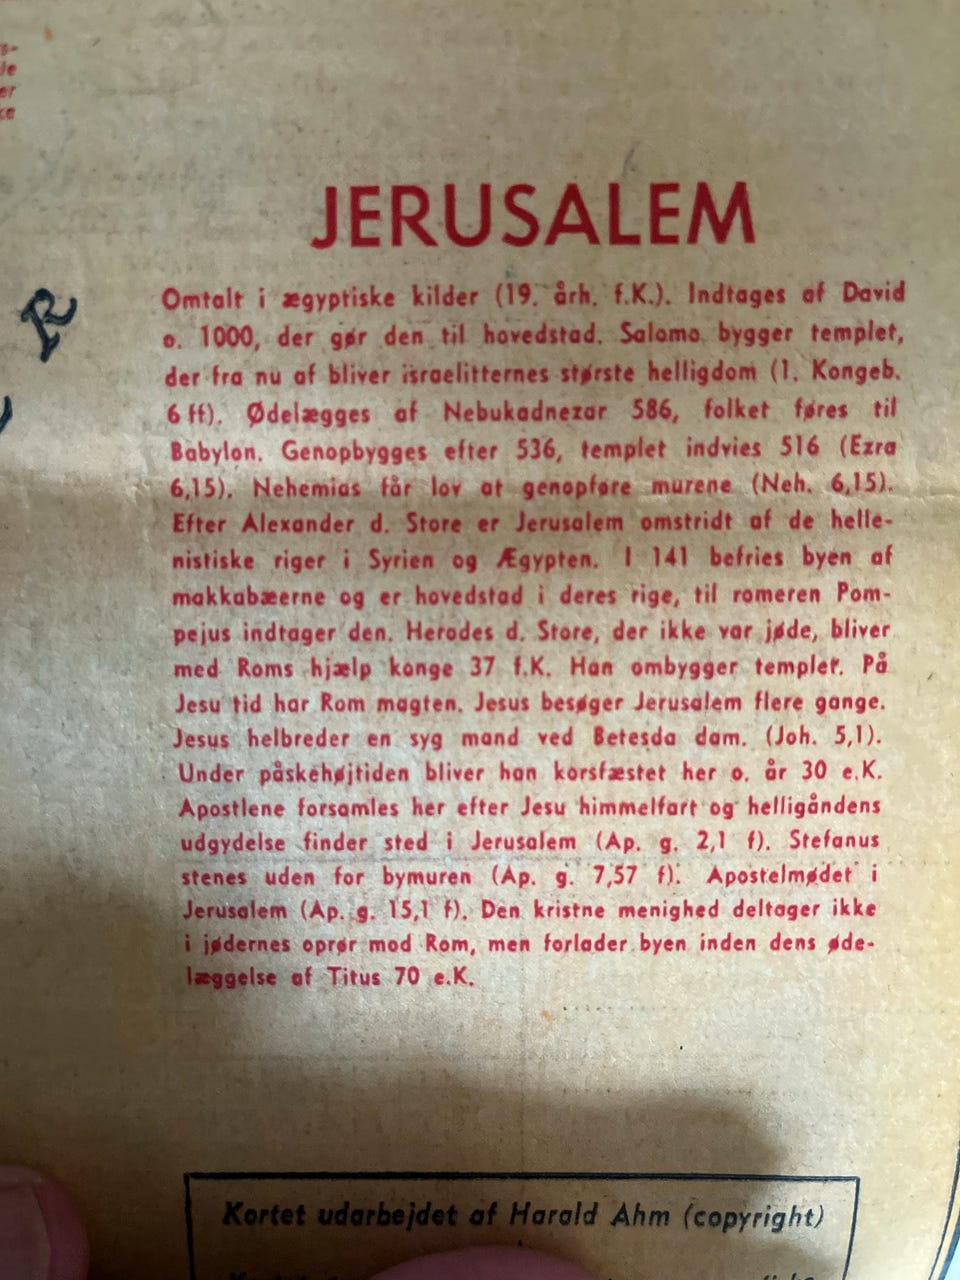 le
er
JERUSALEM
Omtalt i ægyptiske kilder (19. årh. f.K.). Indtages af David
o. 1000, der gør den til hovedstad. Salomo bygger templet,
der fra nu af bliver israelitternes største helligdom (1. Kongeb.
6 ff). Ødelægges af Nebukadnezar 586, folket føres til
Babylon. Genopbygges efter 536, templet indvies 516 (Ezra
6,15). Nehemias får lov at genopføre murene (Neh. 6,15).
Efter Alexander d. Store er Jerusalem omstridt af de helle-
nistiske riger i Syrien og Ægypten. I 141 befries byen af
makkabæerne og er hovedstad i deres rige, til romeren Pom-
pejus indtager den. Herodes d. Store, der ikke var jøde, bliver
med Roms hjælp konge 37 f.K. Han ombygger templet. På
Jesu tid har Rom magten. Jesus besøger Jerusalem flere gange.
Jesus helbreder en syg mand ved Betesda dam. (Joh. 5,1).
Under påskehøjtiden bliver han korsfæstet her o. år 30 e.K.
Apostlene forsamles her efter Jesu himmelfart og helligåndens
udgydelse finder sted i Jerusalem (Ap. g. 2,1 f). Stefanus
stenes uden for bymuren (Ap. g. 7,57 f). Apostelmødet i
Jerusalem (Ap. g. 15,1 f). Den kristne menighed deltager ikke
i jødernes oprør mod Rom, men forlader byen inden dens øde-
læggelse af Titus 70 e.K.
R
Kortet udarbejdet af Harald Ahm (copyright)